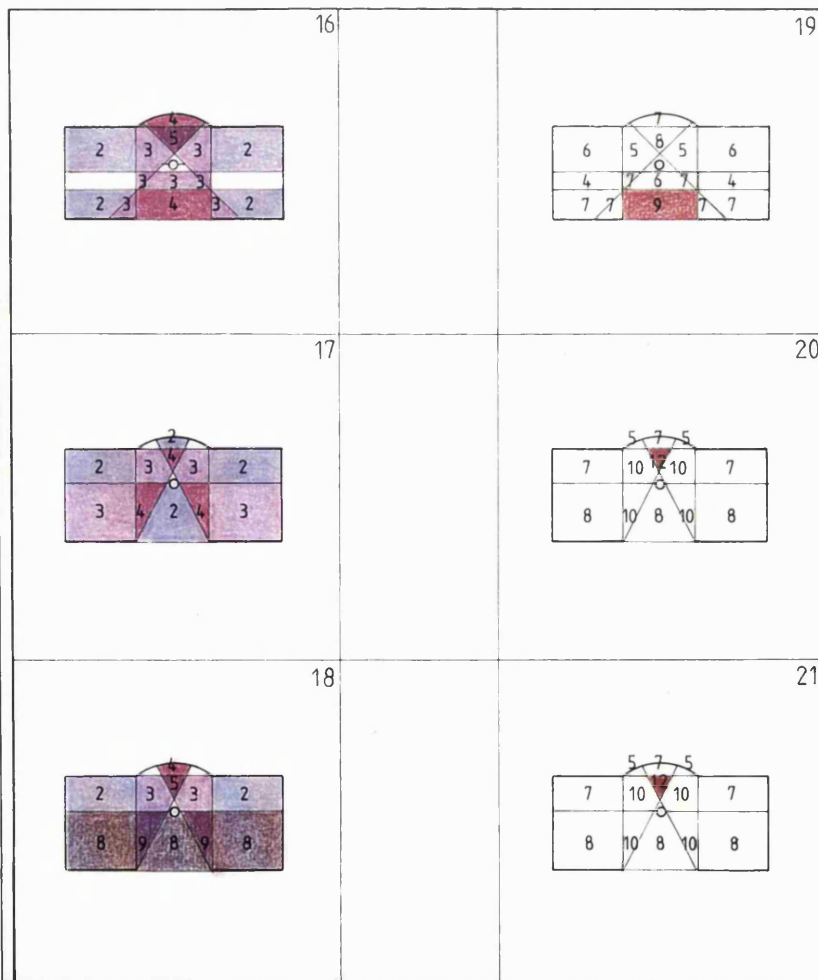 16
4
5
2 3 3 2
3 3 3
2 3 4 3 2
19
7
8
6 5 5 6
4 7 6 7 4
7 7 9 7 7
17
2
4
2 3 3 2
3 4 2 4 3
20
5 7 5
7 10 12 10 7
8 10 8 10 8
18
4
5
2 3 3 2
8 9 8 9 8
21
5 7 5
12
7 10 10 7
8 10 8 10 8